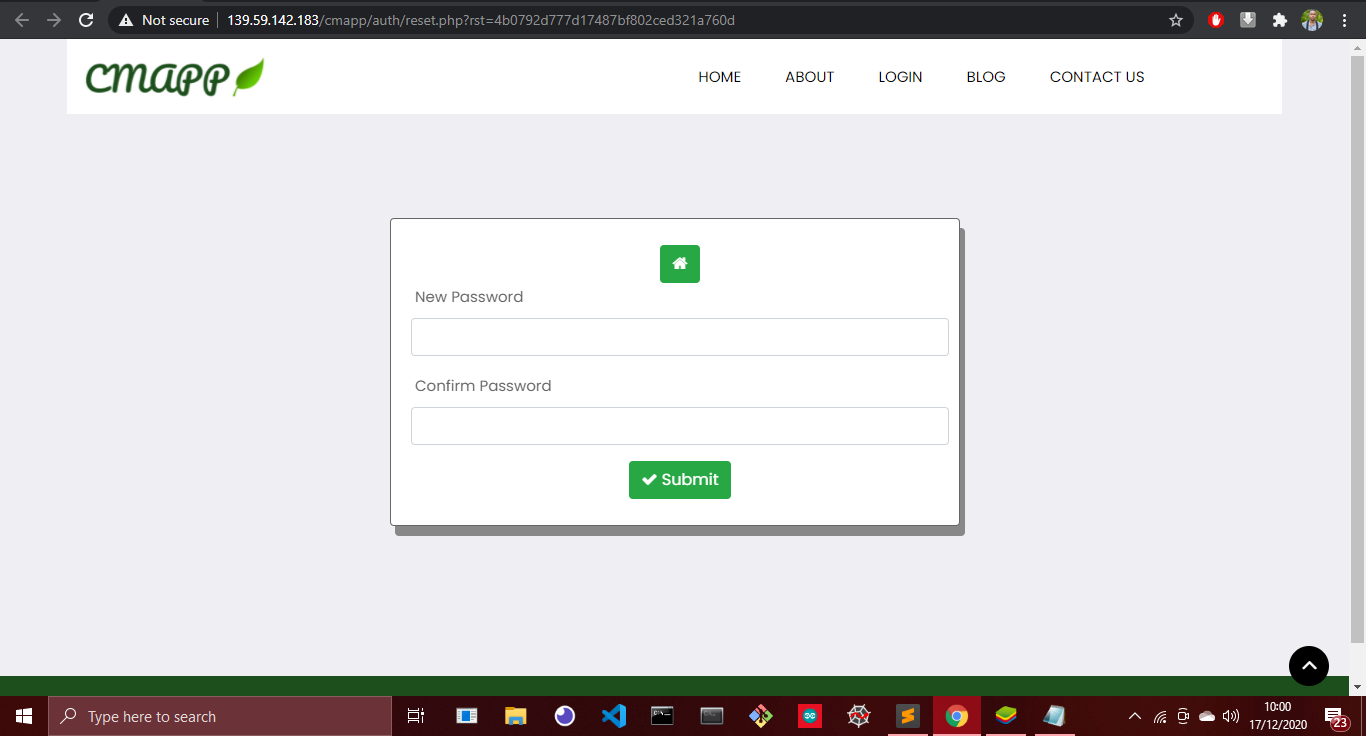 Not secure
139.59.142.183/cmapp/auth/reset.php?rst=4b0792d777d17487bf802ced321a760d
cmapp
HOME ABOUT LOGIN BLOG CONTACT US
New Password
Confirm Password
Submit
Type here to search
10:00
17/12/2020
23